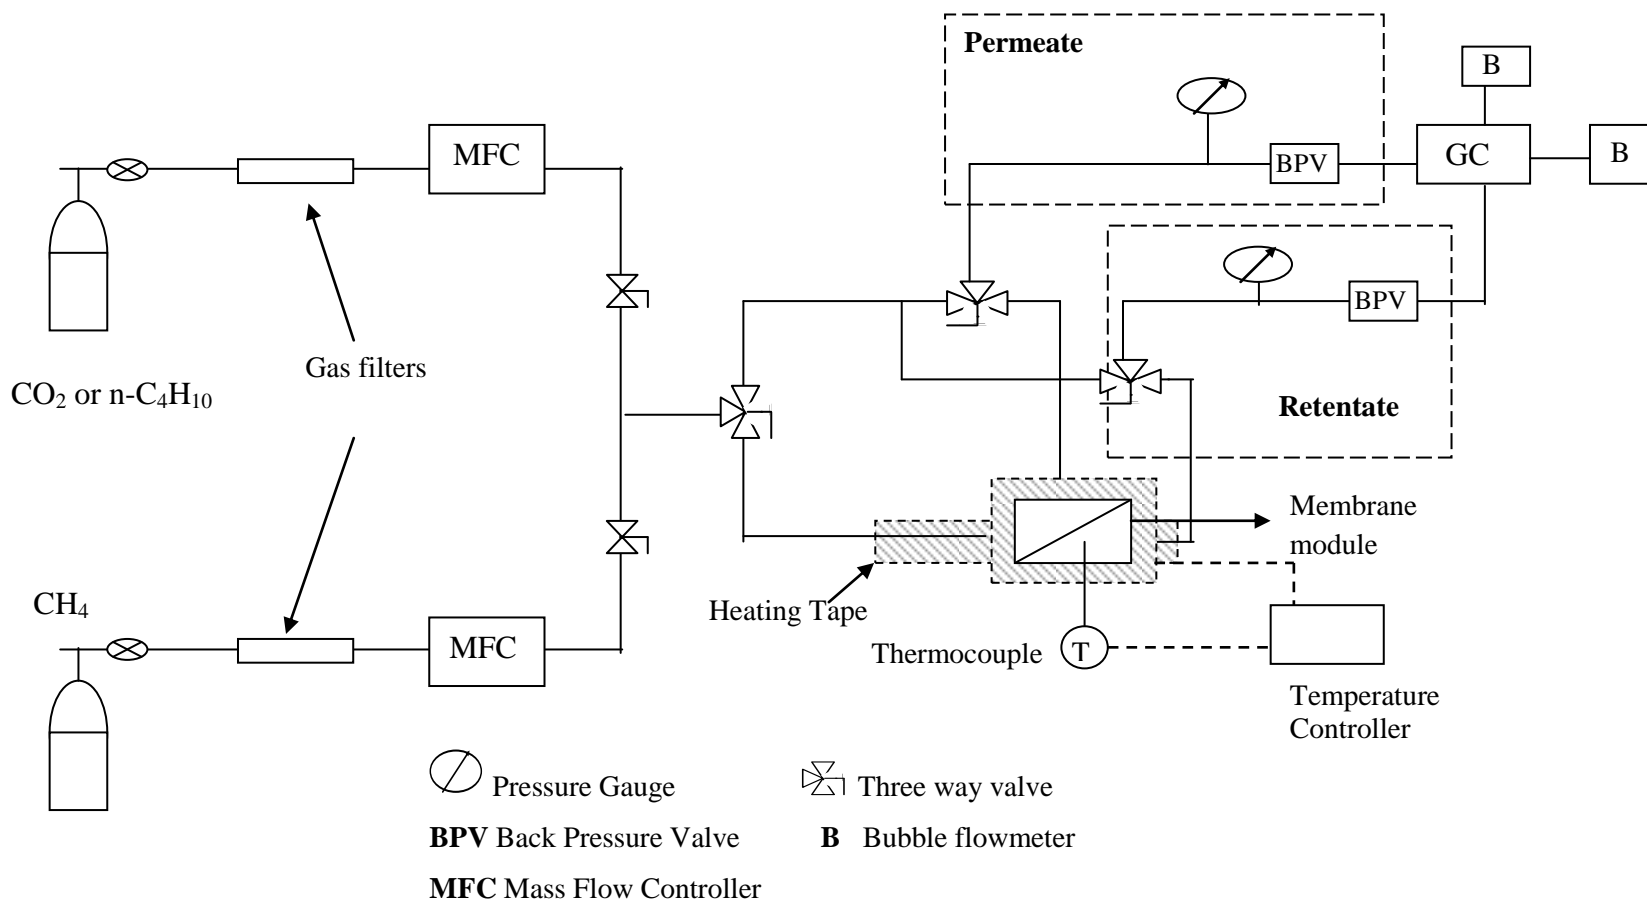 Permeate
B
MFC
BPV
GC
B
BPV
Gas filters
CO₂ or n-C₄H₁₀
Retentate
Membrane
module
CH₄
Heating Tape
MFC
Thermocouple
T
Temperature
Controller
Pressure Gauge
Three way valve
BPV Back Pressure Valve
B Bubble flowmeter
MFC Mass Flow Controller